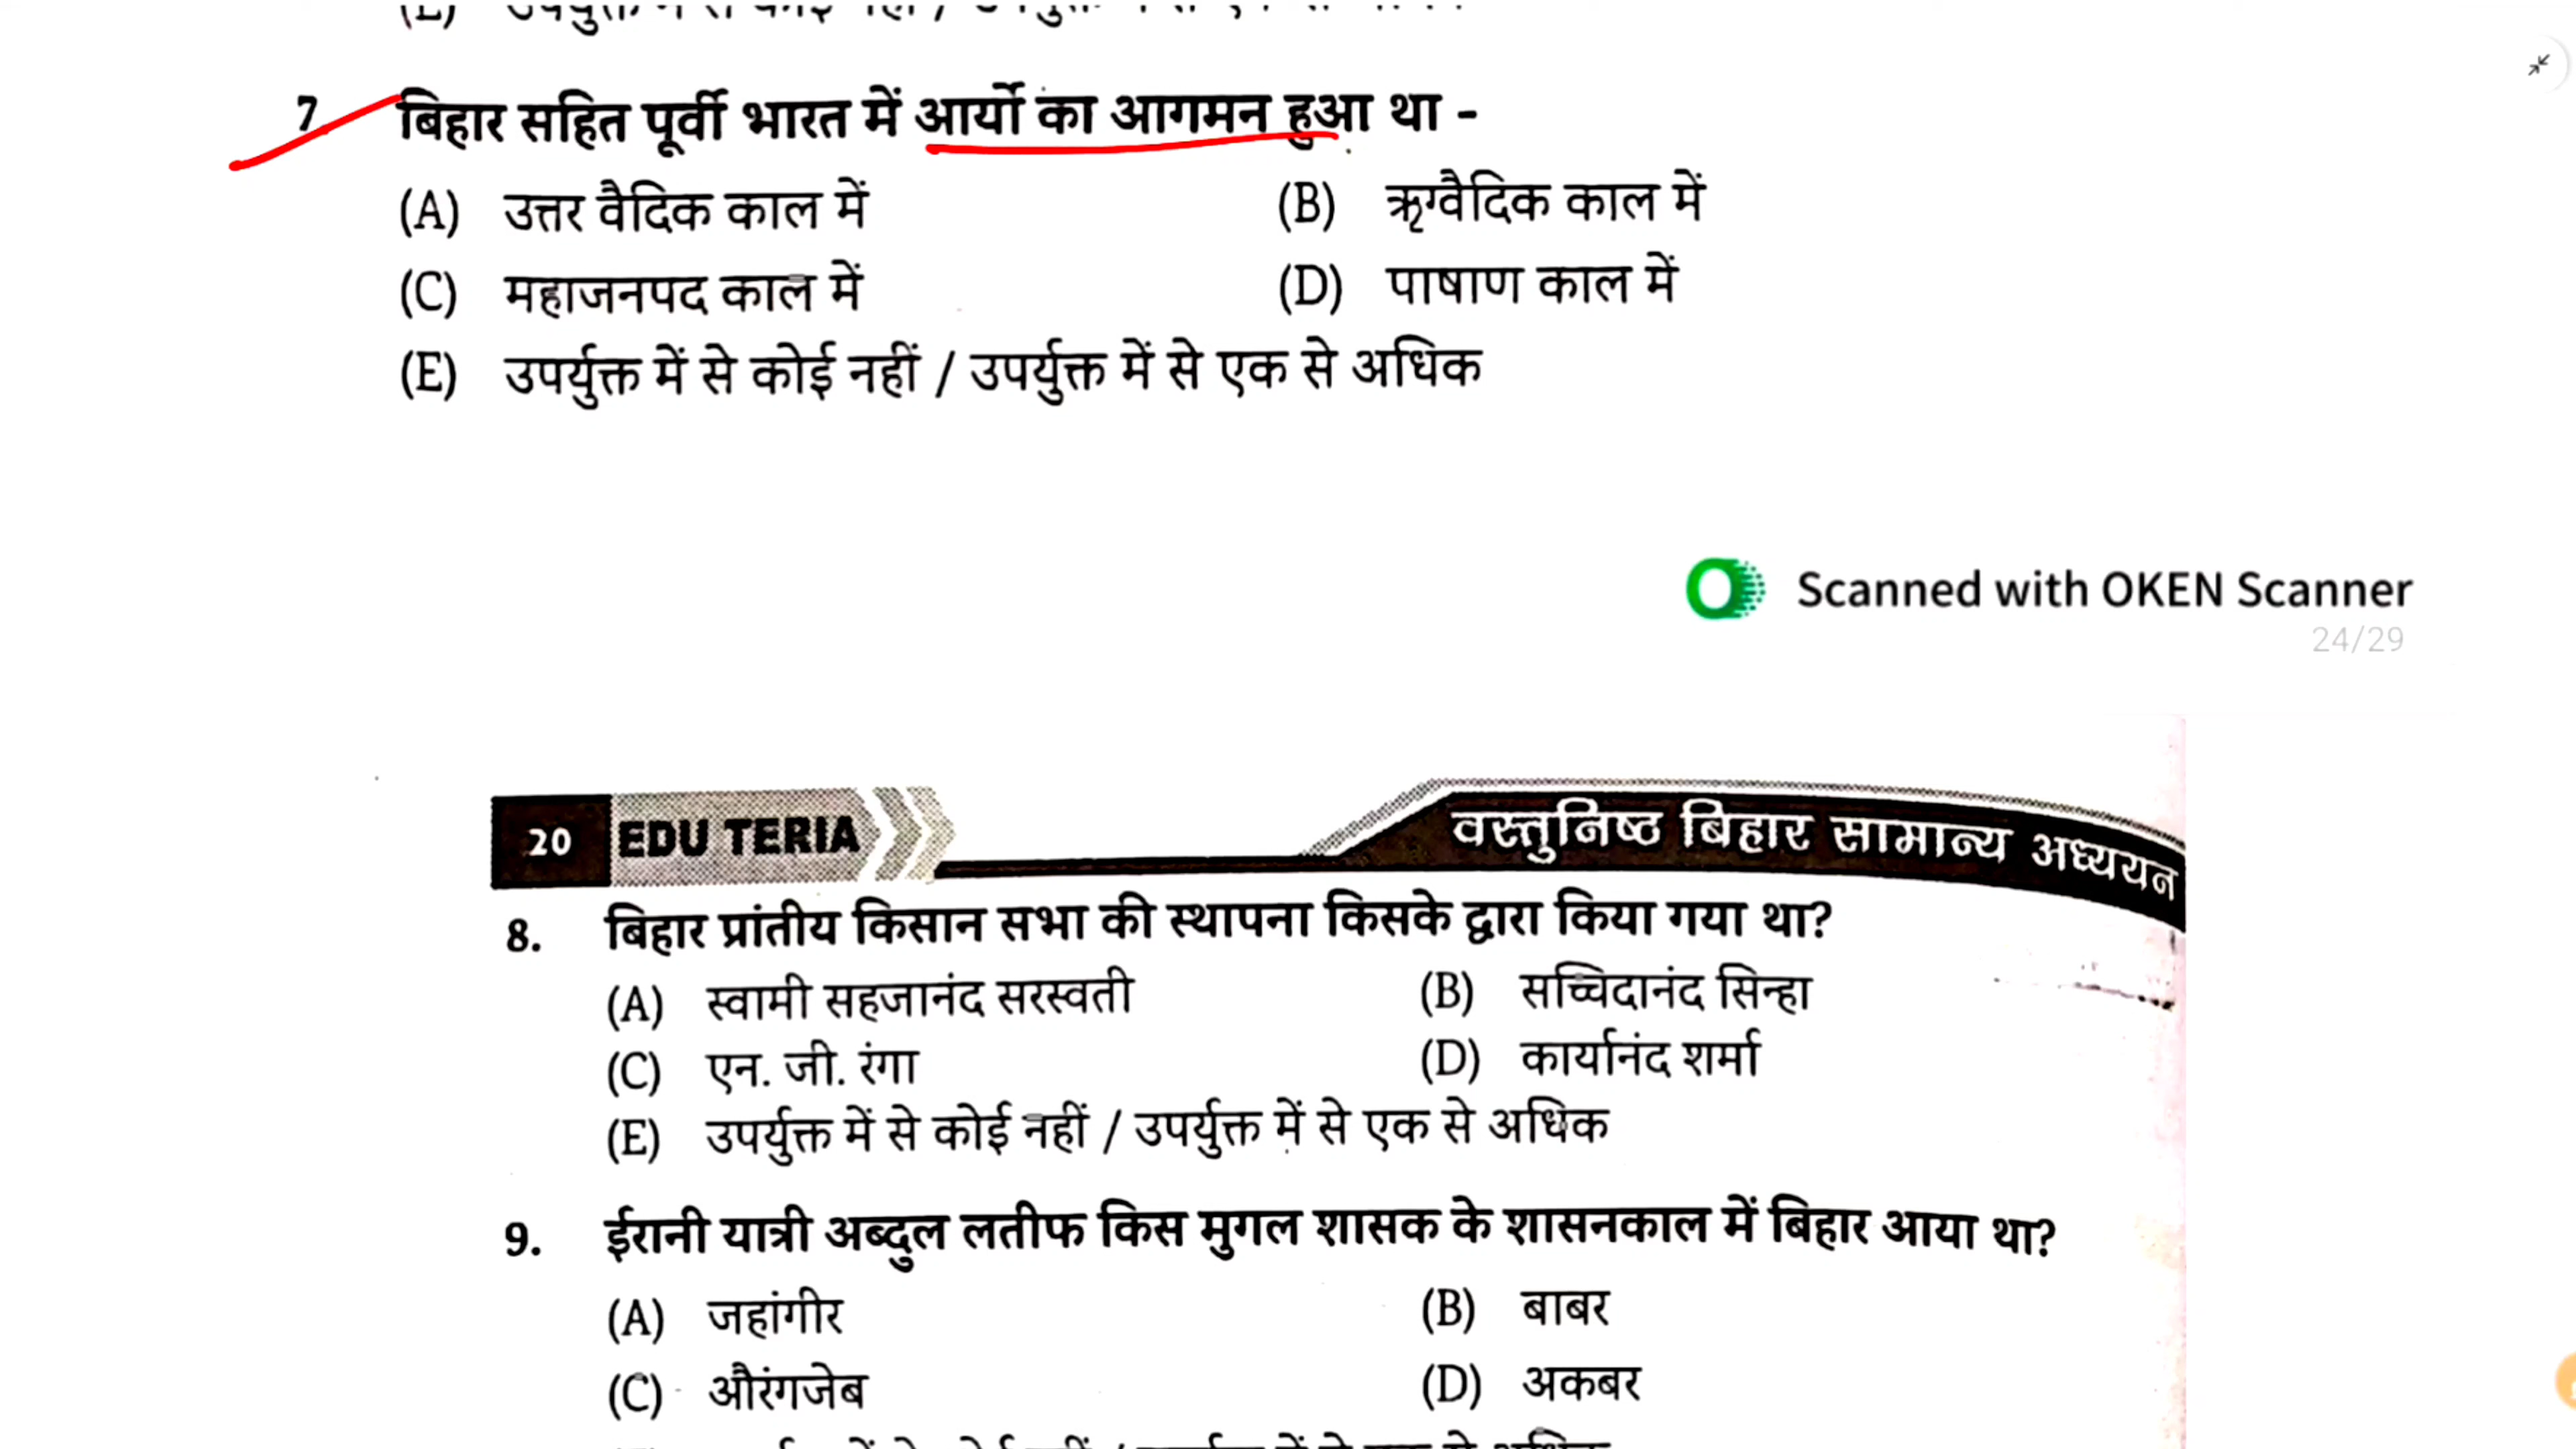 7 बिहार सहित पूर्वी भारत में आर्यो का आगमन हुआ था -
(A) उत्तर वैदिक काल में (B) ऋग्वैदिक काल में
(C) महाजनपद काल में (D) पाषाण काल में
(E) उपर्युक्त में से कोई नहीं / उपर्युक्त में से एक से अधिक
Scanned with OKEN Scanner
24/29
20 EDU TERIA वस्तुनिष्ठ बिहार सामान्य अध्ययन
8. बिहार प्रांतीय किसान सभा की स्थापना किसके द्वारा किया गया था?
(A) स्वामी सहजानंद सरस्वती (B) सच्चिदानंद सिन्हा
(C) एन. जी. रंगा (D) कार्यानंद शर्मा
(E) उपर्युक्त में से कोई नहीं / उपर्युक्त में से एक से अधिक
9. ईरानी यात्री अब्दुल लतीफ किस मुगल शासक के शासनकाल में बिहार आया था?
(A) जहांगीर (B) बाबर
(C) औरंगजेब (D) अकबर